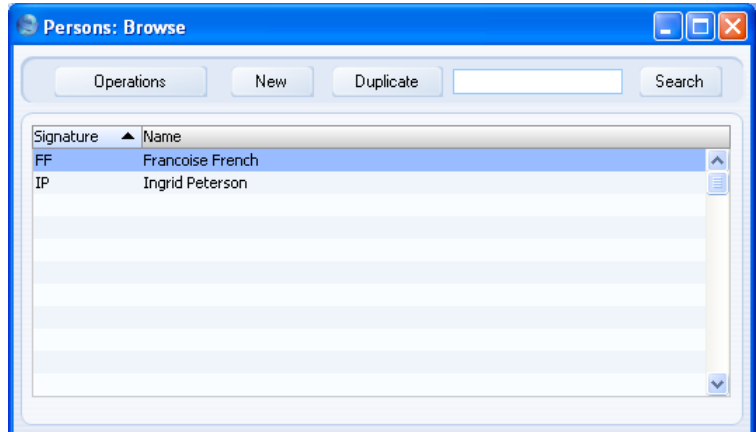 Persons: Browse
Operations New Duplicate Search
Signature Name
FF Francoise French
IP Ingrid Peterson